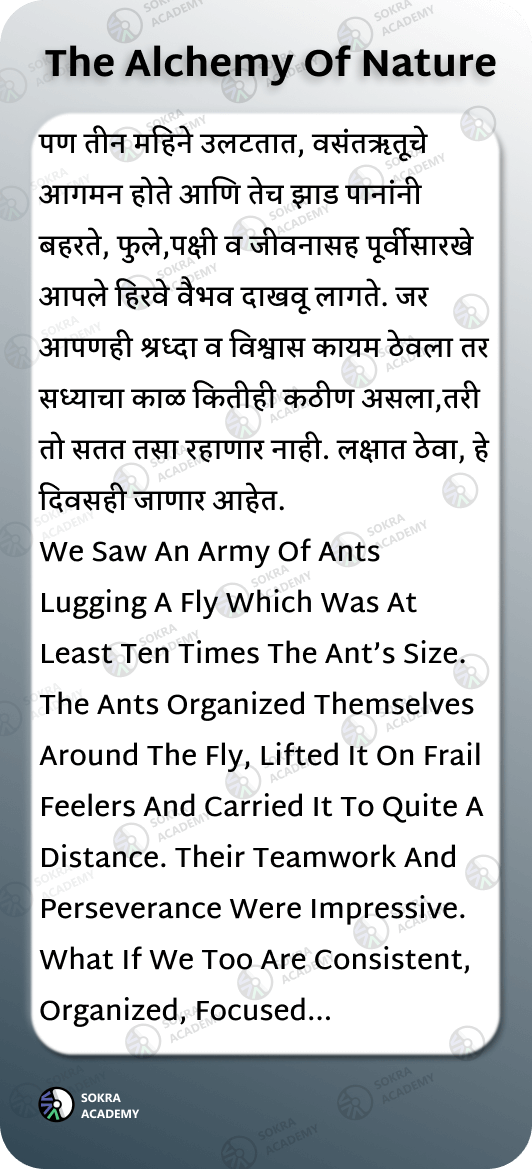 The Alchemy Of Nature
पण तीन महिने उलटतात, वसंतऋतूचे
आगमन होते आणि तेच झाड पानांनी
बहरते, फुले,पक्षी व जीवनासह पूर्वीसारखे
आपले हिरवे वैभव दाखवू लागते. जर
आपणही श्रध्दा व विश्वास कायम ठेवला तर
सध्याचा काळ कितीही कठीण असला,तरी
तो सतत तसा रहाणार नाही. लक्षात ठेवा, हे
दिवसही जाणार आहेत.
We Saw An Army Of Ants
Lugging A Fly Which Was At
Least Ten Times The Ant’s Size.
The Ants Organized Themselves
Around The Fly, Lifted It On Frail
Feelers And Carried It To Quite A
Distance. Their Teamwork And
Perseverance Were Impressive.
What If We Too Are Consistent,
Organized, Focused...
SOKRA
ACADEMY